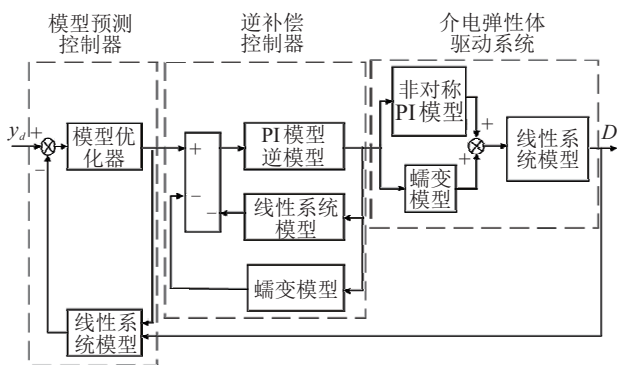 模型预测
控制器
逆补偿
控制器
介电弹性体
驱动系统
y_d
+
−
模型优
化器
+
−
−
PI模型
逆模型
线性系统
模型
蠕变模型
非对称
PI模型
蠕变
模型
+
+
线性系
统模型
D
线性系
统模型